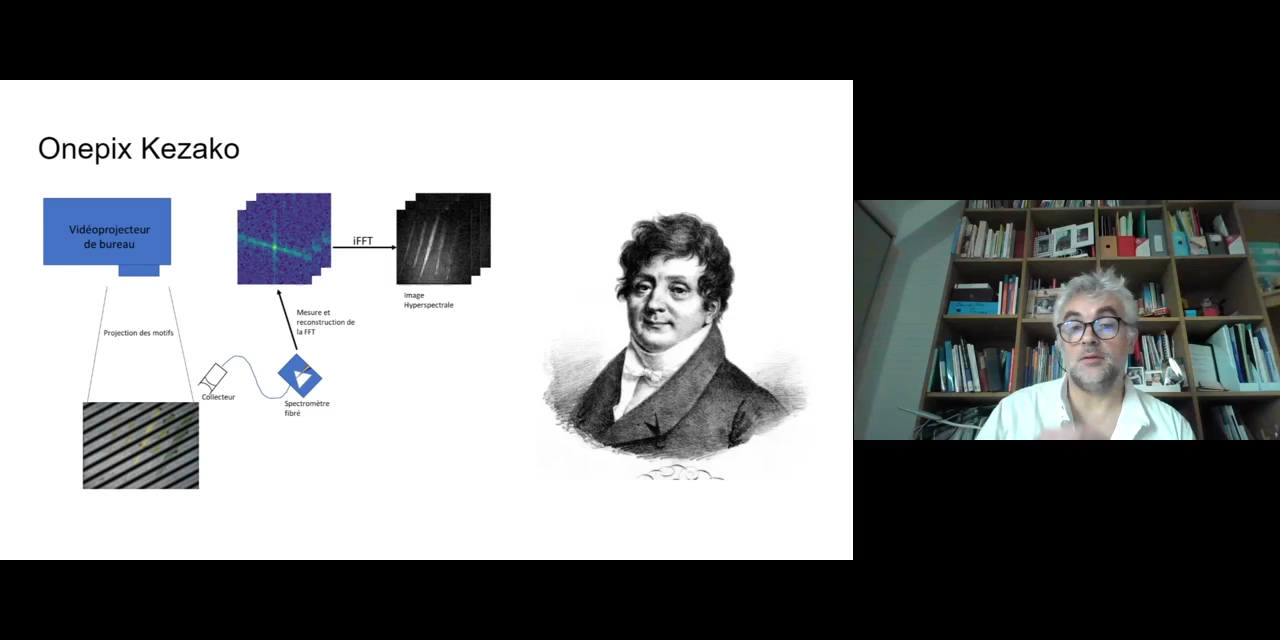 Onepix Kezako
Vidéoprojecteur
de bureau
Projection des motifs
Collecteur
Spectromètre
fibré
Mesure et
reconstruction de
la FFT
iFFT
Image
Hyperspectrale